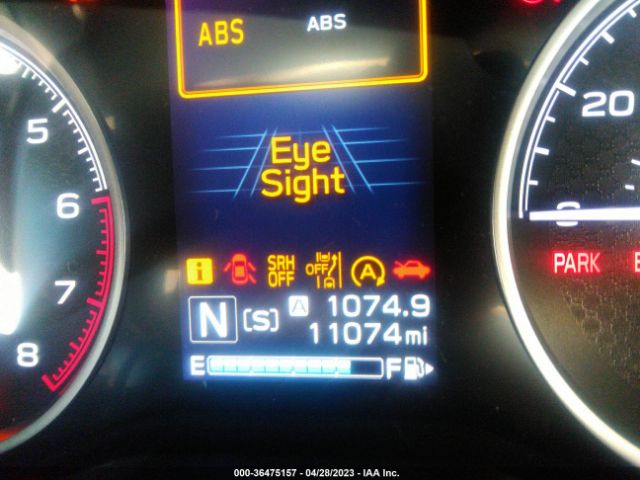 ABS ABS
20
5
Eye
Sight
6
0
PARK
i SRH OFF OFF A
7
N [S] A 1074.9
11074mi
8
E F
000-36475157 - 04/28/2023 - IAA Inc.